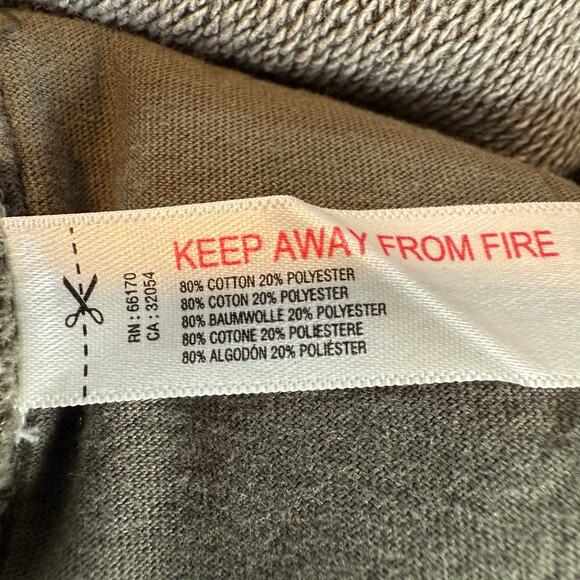 KEEP AWAY FROM FIRE
80% COTTON 20% POLYESTER
80% COTON 20% POLYESTER
80% BAUMWOLLE 20% POLYESTER
80% COTONE 20% POLIESTERE
80% ALGODÓN 20% POLIÉSTER
RN : 66170
CA : 32054